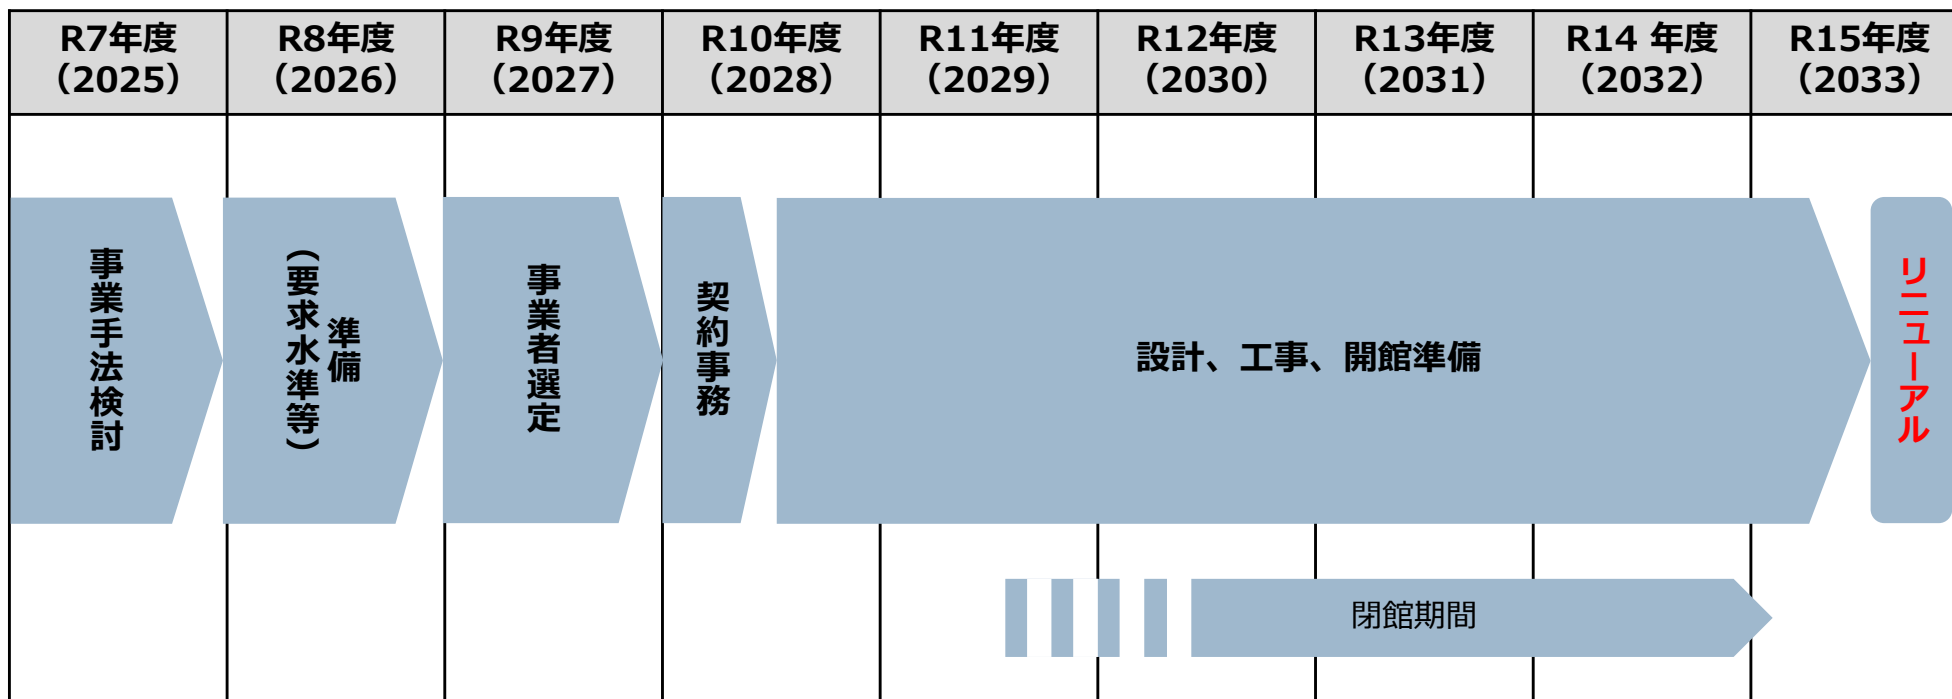 R7年度
（2025）
R8年度
（2026）
R9年度
（2027）
R10年度
（2028）
R11年度
（2029）
R12年度
（2030）
R13年度
（2031）
R14 年度
（2032）
R15年度
（2033）
事業手法検討
準備
（要求水準等）
事業者選定
契約事務
設計、工事、開館準備
リニューアル
閉館期間